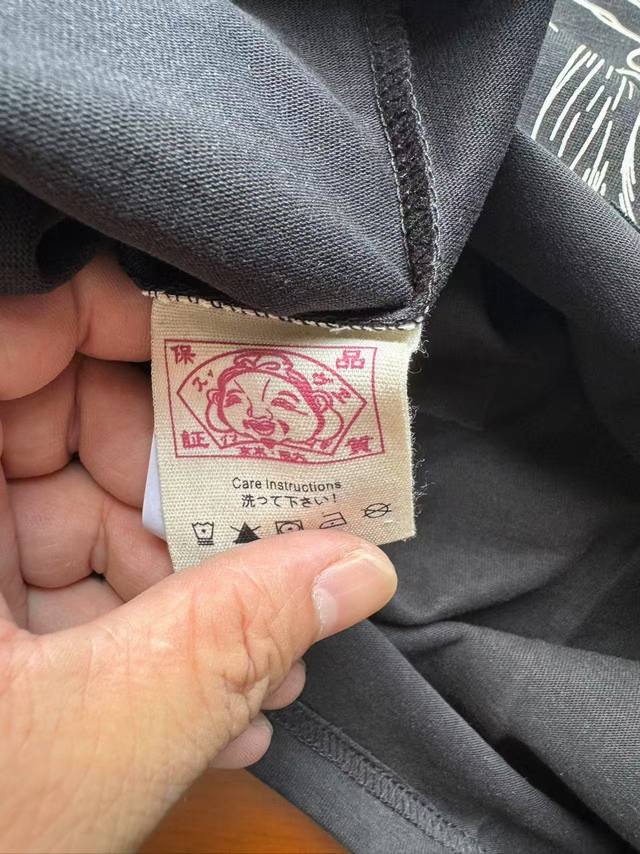 保 品
証 質
Care Instructions
洗って下さい!